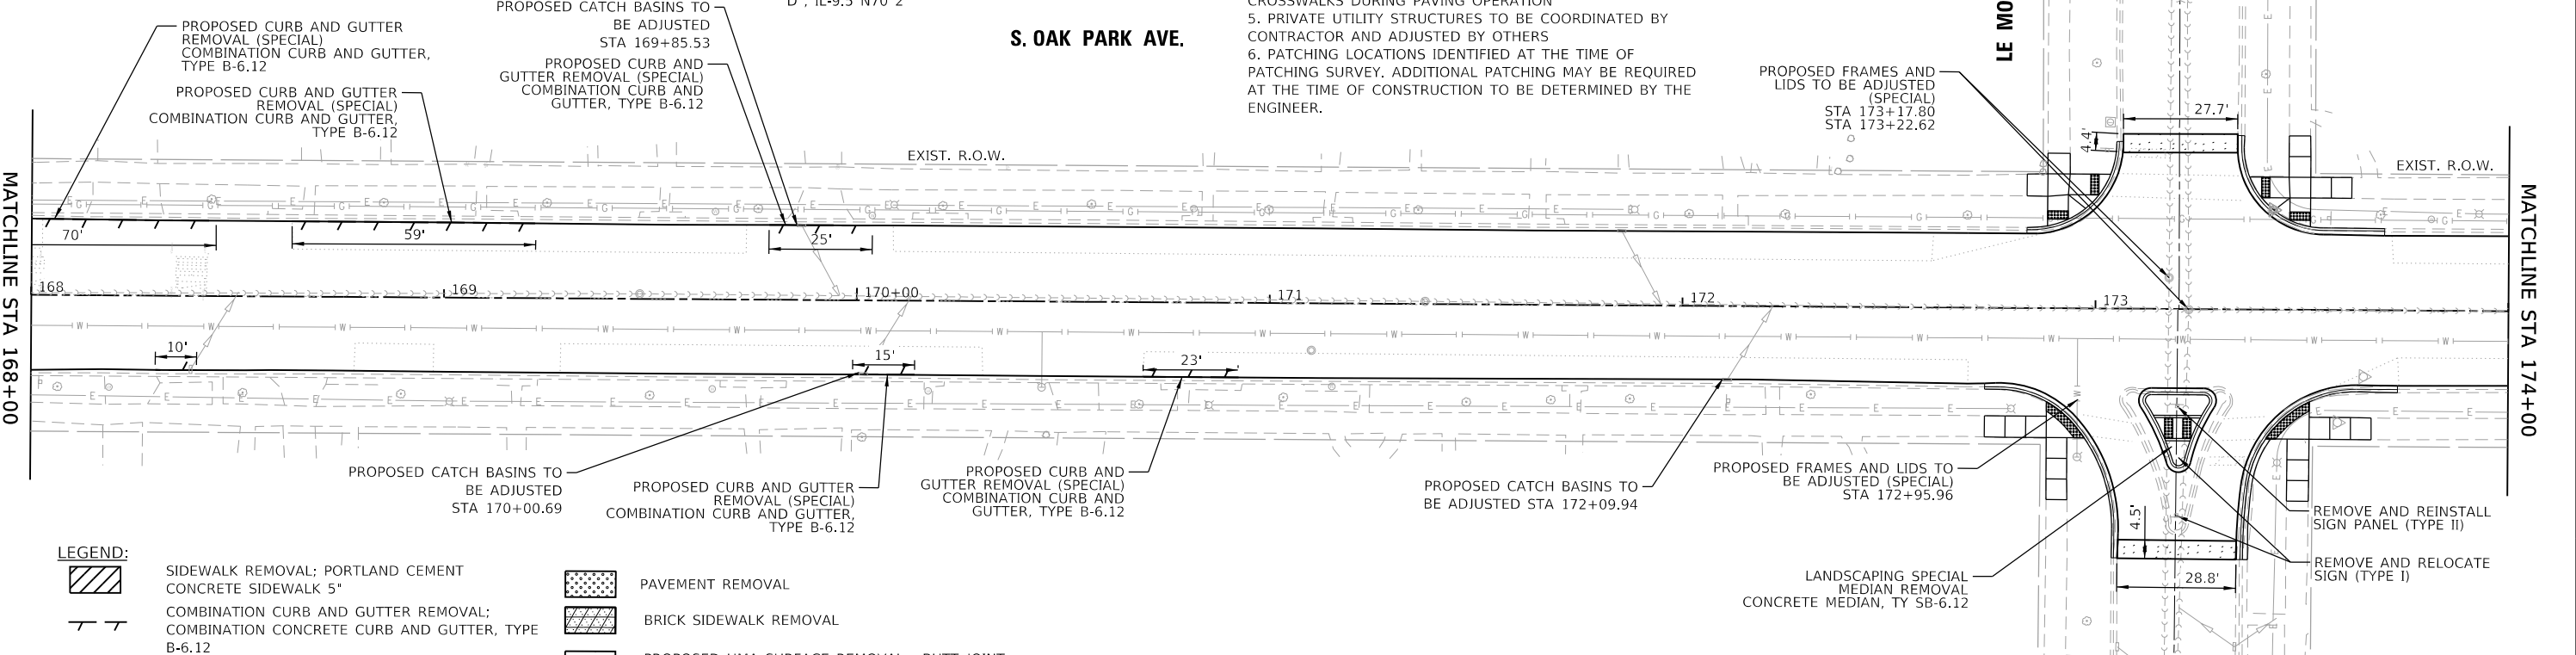 PROPOSED CURB AND GUTTER
REMOVAL (SPECIAL)
COMBINATION CURB AND GUTTER,
TYPE B-6.12
PROPOSED CURB AND GUTTER
REMOVAL (SPECIAL)
COMBINATION CURB AND GUTTER,
TYPE B-6.12
PROPOSED CATCH BASINS TO
BE ADJUSTED
STA 169+85.53
PROPOSED CURB AND
GUTTER REMOVAL (SPECIAL)
COMBINATION CURB AND
GUTTER, TYPE B-6.12
D", IL-9.5 N70 2"
S. OAK PARK AVE.
CROSSWALKS DURING PAVING OPERATION
5. PRIVATE UTILITY STRUCTURES TO BE COORDINATED BY
CONTRACTOR AND ADJUSTED BY OTHERS
6. PATCHING LOCATIONS IDENTIFIED AT THE TIME OF
PATCHING SURVEY. ADDITIONAL PATCHING MAY BE REQUIRED
AT THE TIME OF CONSTRUCTION TO BE DETERMINED BY THE
ENGINEER.
LE MO
PROPOSED FRAMES AND
LIDS TO BE ADJUSTED
(SPECIAL)
STA 173+17.80
STA 173+22.62
27.7'
4.4'
EXIST. R.O.W.
EXIST. R.O.W.
MATCHLINE STA 168+00
MATCHLINE STA 174+00
70'
59'
25'
168
169
170+00
171
172
173
10'
15'
23'
PROPOSED CATCH BASINS TO
BE ADJUSTED
STA 170+00.69
PROPOSED CURB AND GUTTER
REMOVAL (SPECIAL)
COMBINATION CURB AND GUTTER,
TYPE B-6.12
PROPOSED CURB AND
GUTTER REMOVAL (SPECIAL)
COMBINATION CURB AND
GUTTER, TYPE B-6.12
PROPOSED CATCH BASINS TO
BE ADJUSTED STA 172+09.94
PROPOSED FRAMES AND LIDS TO
BE ADJUSTED (SPECIAL)
STA 172+95.96
LANDSCAPING SPECIAL
MEDIAN REMOVAL
CONCRETE MEDIAN, TY SB-6.12
4.5'
28.8'
REMOVE AND REINSTALL
SIGN PANEL (TYPE II)
REMOVE AND RELOCATE
SIGN (TYPE I)
LEGEND:
SIDEWALK REMOVAL; PORTLAND CEMENT
CONCRETE SIDEWALK 5"
COMBINATION CURB AND GUTTER REMOVAL;
COMBINATION CONCRETE CURB AND GUTTER, TYPE
B-6.12
PAVEMENT REMOVAL
BRICK SIDEWALK REMOVAL